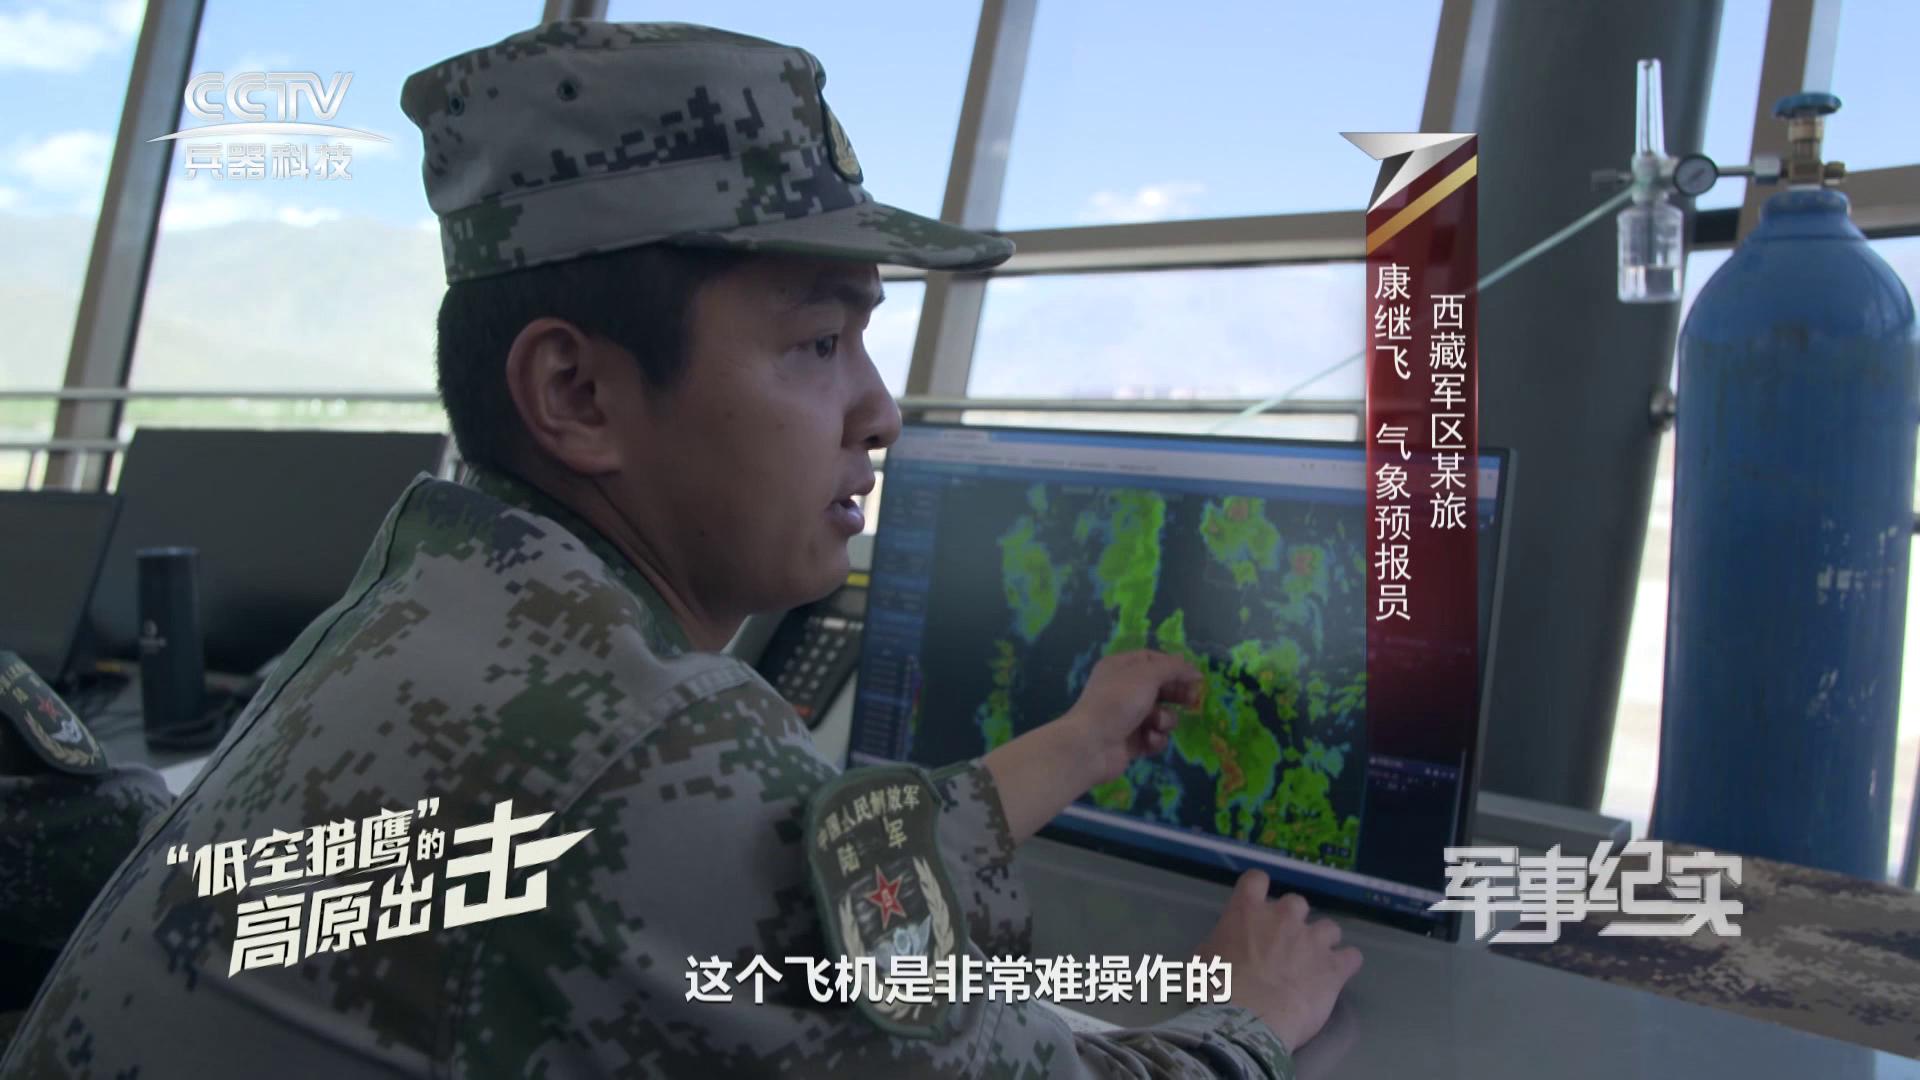 CCTV
兵器科技
西藏军区某旅
康继飞 气象预报员
中国人民解放军
陆军
“低空猎鹰”的
高原出击
军事纪实
这个飞机是非常难操作的